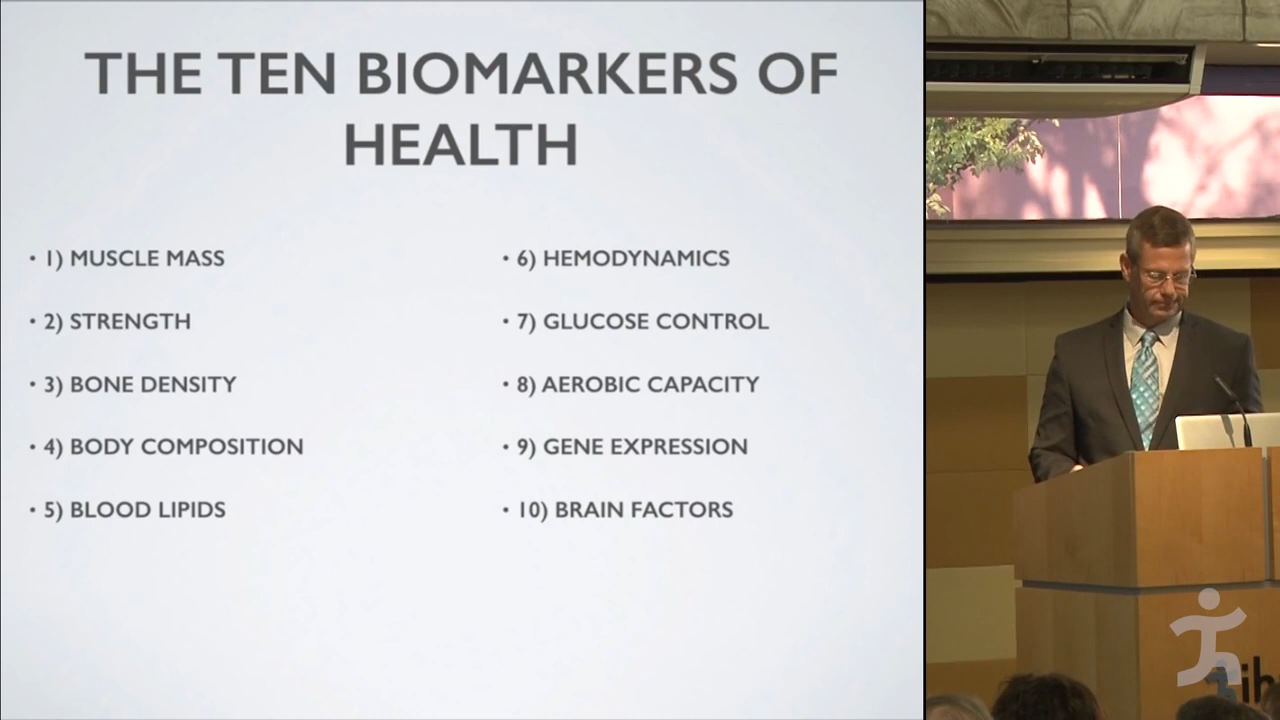 THE TEN BIOMARKERS OF
HEALTH
• 1) MUSCLE MASS
• 2) STRENGTH
• 3) BONE DENSITY
• 4) BODY COMPOSITION
• 5) BLOOD LIPIDS
• 6) HEMODYNAMICS
• 7) GLUCOSE CONTROL
• 8) AEROBIC CAPACITY
• 9) GENE EXPRESSION
• 10) BRAIN FACTORS